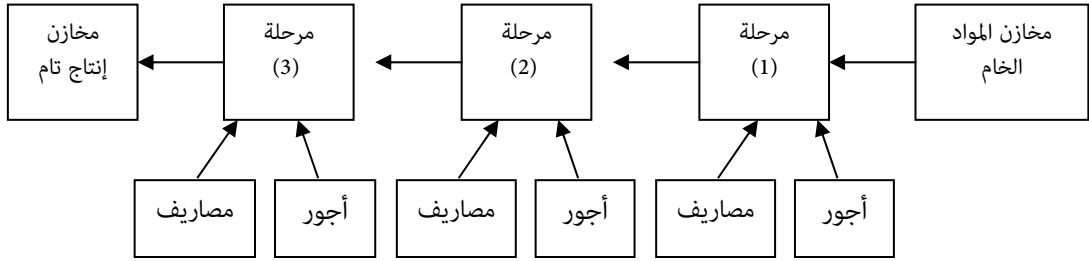 مخازن المواد
الخام
مرحلة
(1)
مرحلة
(2)
مرحلة
(3)
مخازن
إنتاج تام
أجور
مصاريف
أجور
مصاريف
أجور
مصاريف